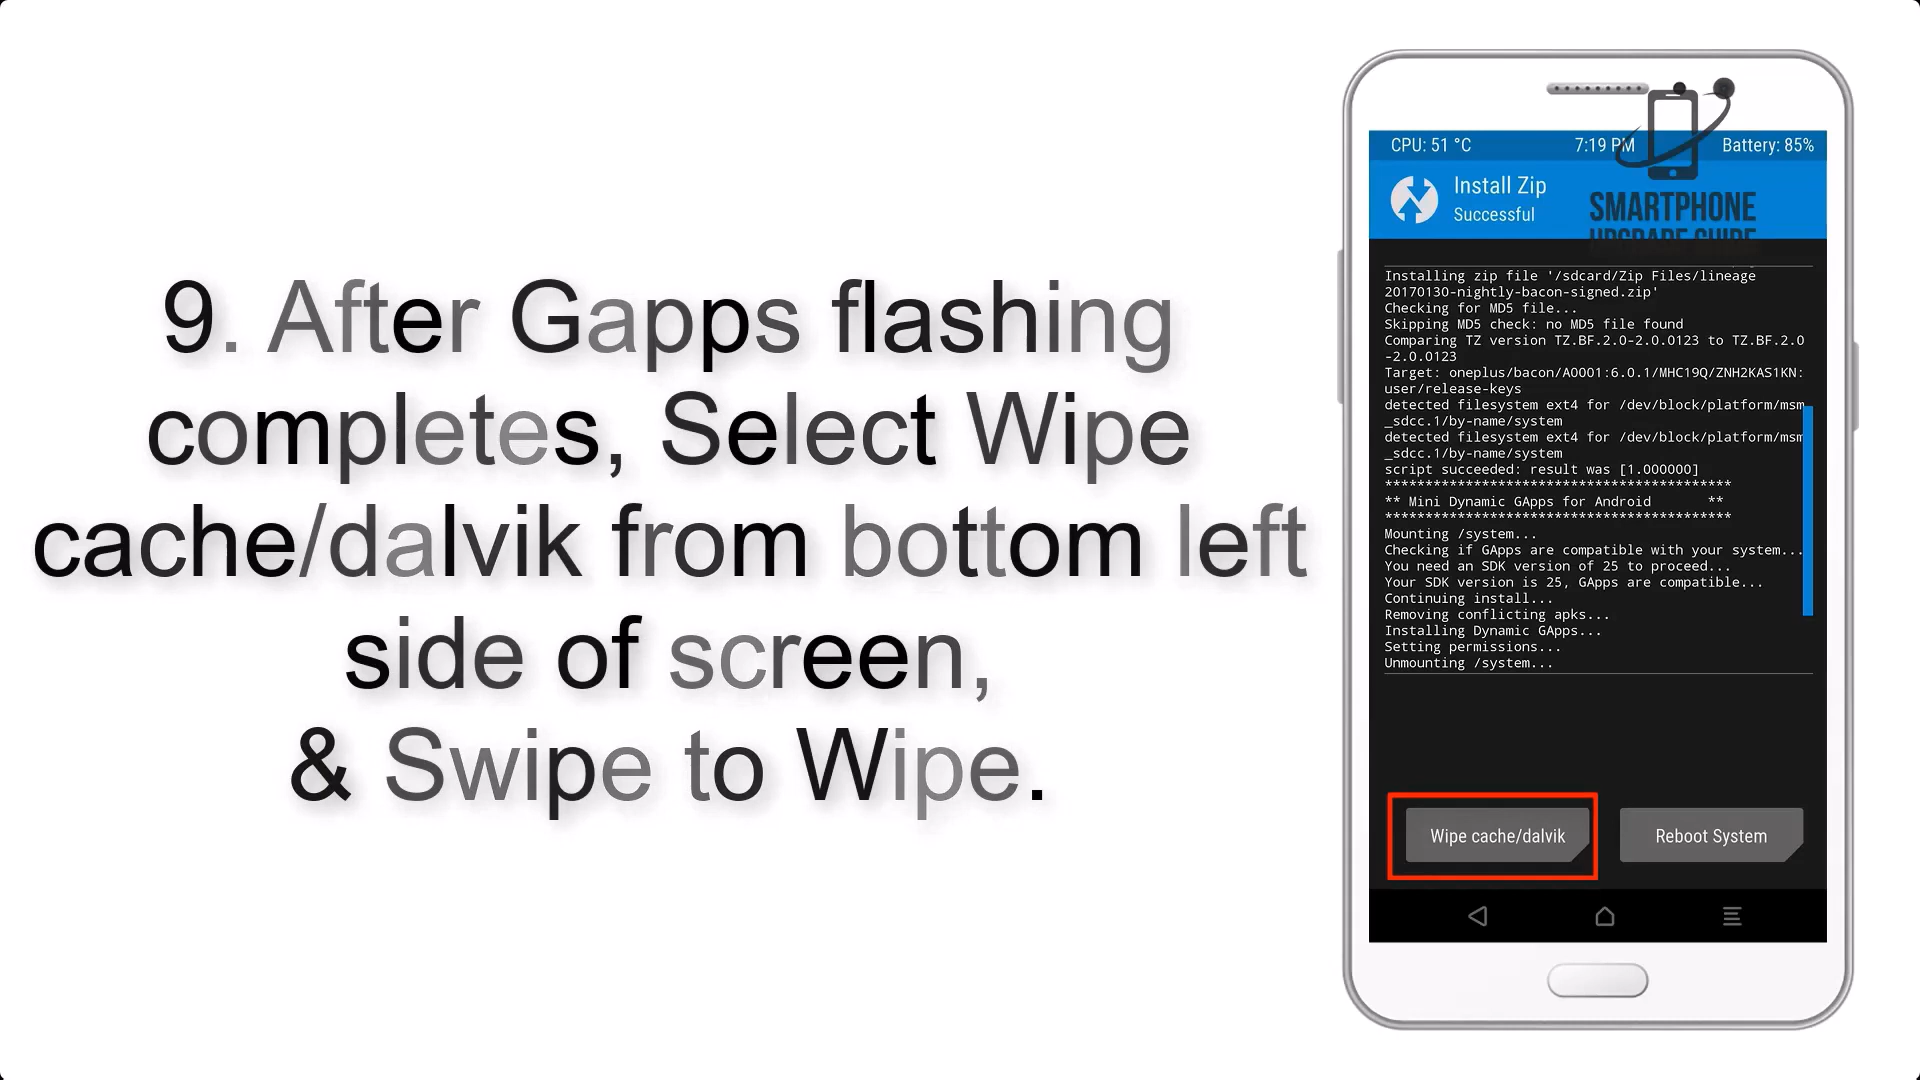 9. After Gapps flashing
completes, Select Wipe
cache/dalvik from bottom left
side of screen,
& Swipe to Wipe.
CPU: 51 °C 7:19 PM Battery: 85%
Install Zip
Successful
SMARTPHONE
UPGRADE GUIDE
Installing zip file '/sdcard/Zip Files/lineage
20170130-nightly-bacon-signed.zip'
Checking for MD5 file...
Skipping MD5 check: no MD5 file found
Comparing TZ version TZ.BF.2.0-2.0.0123 to TZ.BF.2.0
-2.0.0123
Target: oneplus/bacon/A0001:6.0.1/MHC19Q/ZNH2KAS1KN:
user/release-keys
detected filesystem ext4 for /dev/block/platform/msm
_sdcc.1/by-name/system
detected filesystem ext4 for /dev/block/platform/msm
_sdcc.1/by-name/system
script succeeded: result was [1.000000]
******************************************
** Mini Dynamic GApps for Android **
******************************************
Mounting /system...
Checking if GApps are compatible with your system...
You need an SDK version of 25 to proceed...
Your SDK version is 25, GApps are compatible...
Continuing install...
Removing conflicting apks...
Installing Dynamic GApps...
Setting permissions...
Unmounting /system...
Wipe cache/dalvik Reboot System